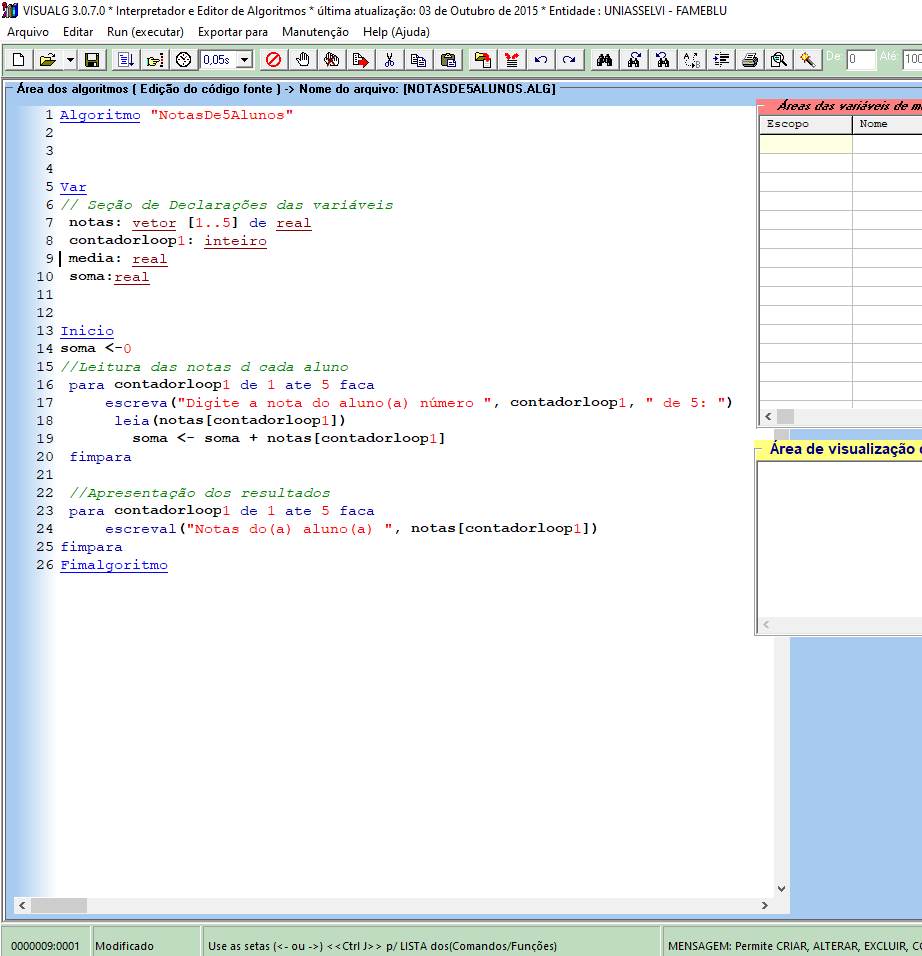 VISUALG 3.0.7.0 * Interpretador e Editor de Algoritmos * última atualização: 03 de Outubro de 2015 * Entidade : UNIASSELVI - FAMEBLU
Arquivo Editar Run (executar) Exportar para Manutenção Help (Ajuda)
0,05s De: 0 Até: 100
Área dos algoritmos ( Edição do código fonte ) -> Nome do arquivo: [NOTASDE5ALUNOS.ALG]
Áreas das variáveis de m
Escopo Nome
1 Algoritmo "NotasDe5Alunos"
2
3
4
5 Var
6 // Seção de Declarações das variáveis
7 notas: vetor [1..5] de real
8 contadorloop1: inteiro
9 media: real
10 soma:real
11
12
13 Inicio
14 soma <-0
15 //Leitura das notas d cada aluno
16 para contadorloop1 de 1 ate 5 faca
17 escreva("Digite a nota do aluno(a) número ", contadorloop1, " de 5: ")
18 leia(notas[contadorloop1])
19 soma <- soma + notas[contadorloop1]
20 fimpara
21
22 //Apresentação dos resultados
23 para contadorloop1 de 1 ate 5 faca
24 escreval("Notas do(a) aluno(a) ", notas[contadorloop1])
25 fimpara
26 Fimalgoritmo
Área de visualização
0000009:0001 Modificado Use as setas (<- ou ->) <<Ctrl J>> p/ LISTA dos(Comandos/Funções) MENSAGEM: Permite CRIAR, ALTERAR, EXCLUIR, C